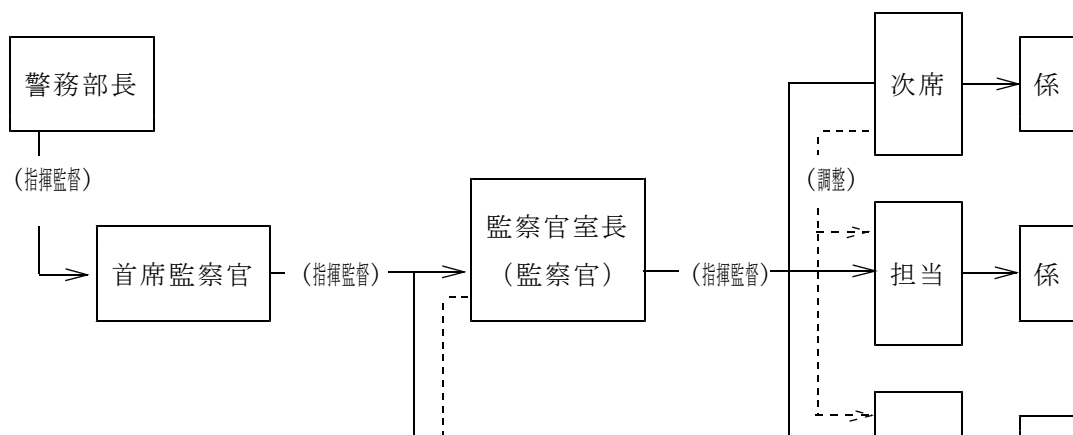 警務部長
(指揮監督)
首席監察官
(指揮監督)
監察官室長
(監察官)
(指揮監督)
次席
係
(調整)
担当
係